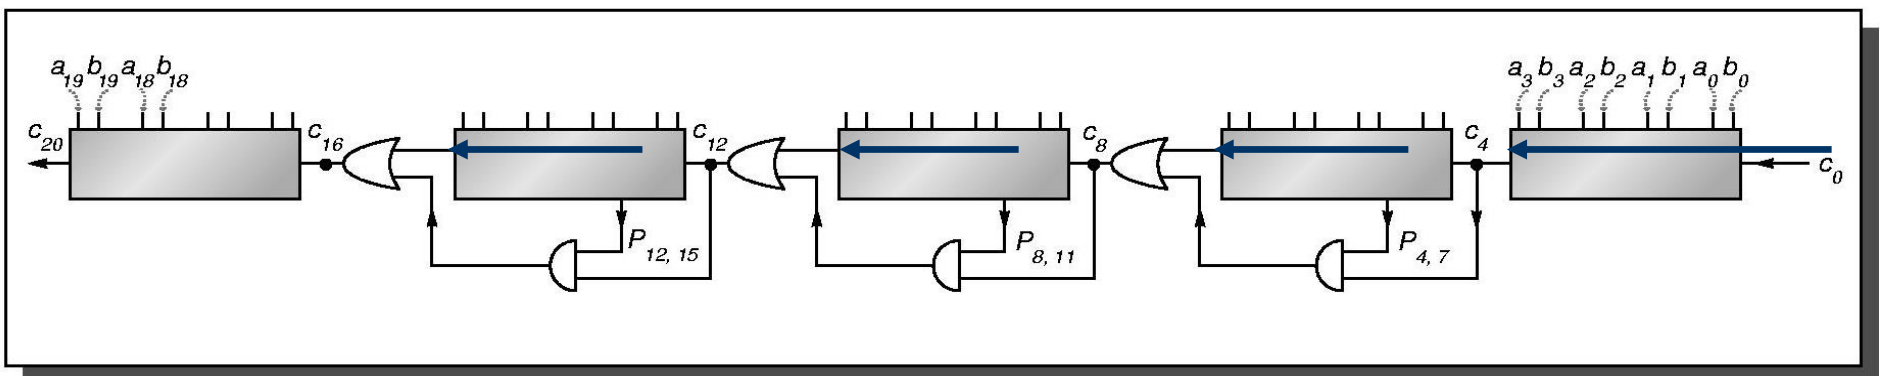 a19 b19 a18 b18
a3 b3 a2 b2 a1 b1 a0 b0
c20
c16
c12
c8
c4
c0
P12, 15
P8, 11
P4, 7